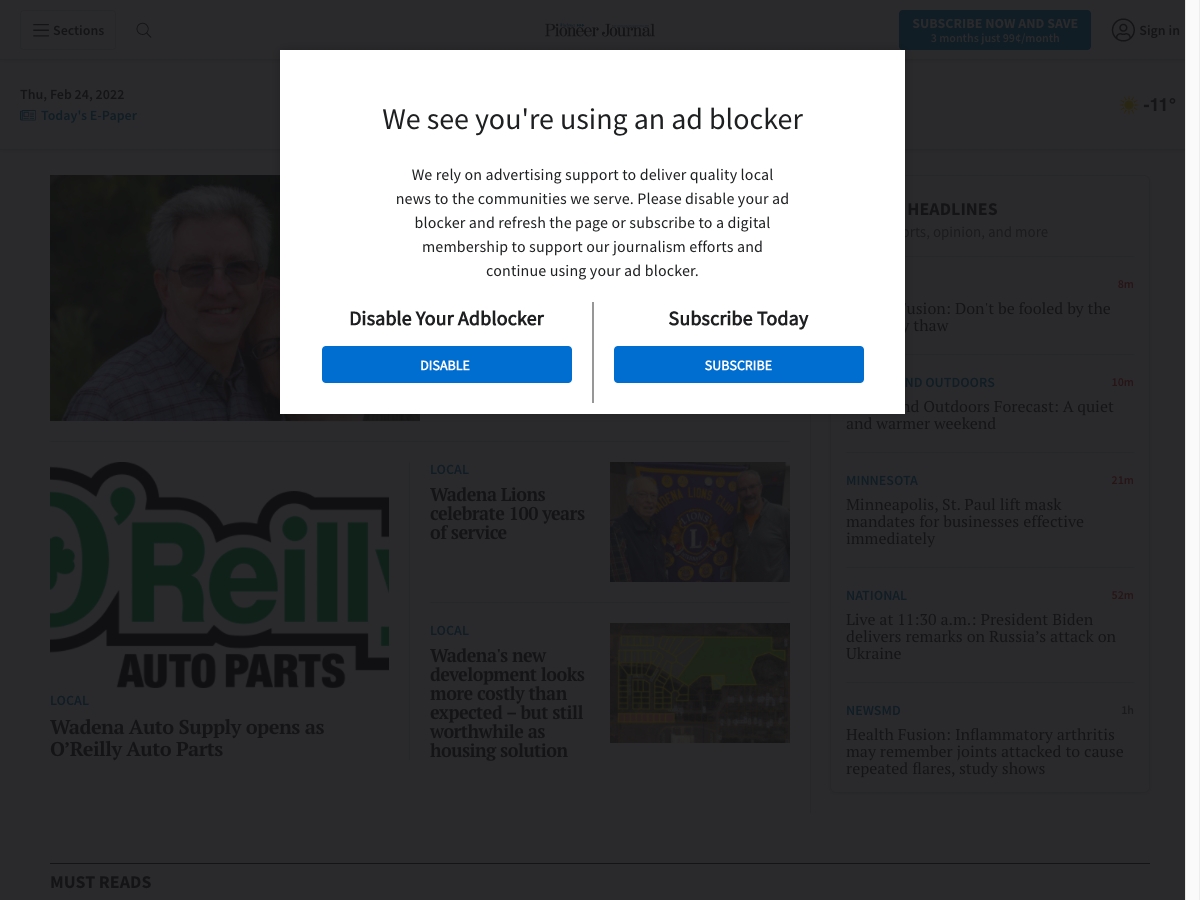 Sections
Pioneer Journal
SUBSCRIBE NOW AND SAVE
3 months just 99¢/month
Sign in
Thu, Feb 24, 2022
Today's E-Paper
-11°
We see you're using an ad blocker
We rely on advertising support to deliver quality local
news to the communities we serve. Please disable your ad
blocker and refresh the page or subscribe to a digital
membership to support our journalism efforts and
continue using your ad blocker.
Disable Your Adblocker
DISABLE
Subscribe Today
SUBSCRIBE
O'Reilly
AUTO PARTS
LOCAL
Wadena Auto Supply opens as
O'Reilly Auto Parts
LOCAL
Wadena Lions
celebrate 100 years
of service
LOCAL
Wadena's new
development looks
more costly than
expected – but still
worthwhile as
housing solution
HEADLINES
opinion, and more
8m
Don't be fooled by the
thaw
OUTDOORS
10m
Outdoors Forecast: A quiet
and warmer weekend
MINNESOTA
21m
Minneapolis, St. Paul lift mask
mandates for businesses effective
immediately
NATIONAL
52m
Live at 11:30 a.m.: President Biden
delivers remarks on Russia’s attack on
Ukraine
NEWSMD
1h
Health Fusion: Inflammatory arthritis
may remember joints attacked to cause
repeated flares, study shows
MUST READS